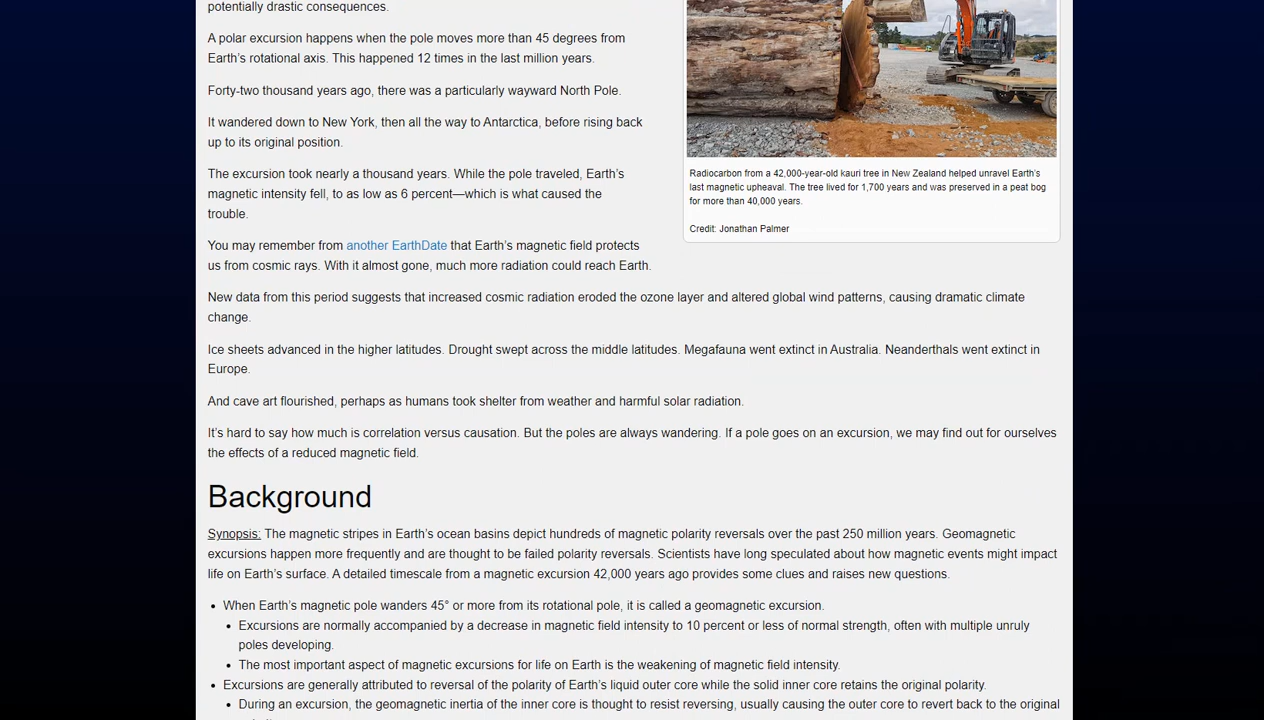 potentially drastic consequences.
A polar excursion happens when the pole moves more than 45 degrees from
Earth's rotational axis. This happened 12 times in the last million years.
Forty-two thousand years ago, there was a particularly wayward North Pole.
It wandered down to New York, then all the way to Antarctica, before rising back
up to its original position.
The excursion took nearly a thousand years. While the pole traveled, Earth's
magnetic intensity fell, to as low as 6 percent—which is what caused the
trouble.
You may remember from another EarthDate that Earth's magnetic field protects
us from cosmic rays. With it almost gone, much more radiation could reach Earth.
Radiocarbon from a 42,000-year-old kauri tree in New Zealand helped unravel Earth's
last magnetic upheaval. The tree lived for 1,700 years and was preserved in a peat bog
for more than 40,000 years.
Credit: Jonathan Palmer
New data from this period suggests that increased cosmic radiation eroded the ozone layer and altered global wind patterns, causing dramatic climate
change.
Ice sheets advanced in the higher latitudes. Drought swept across the middle latitudes. Megafauna went extinct in Australia. Neanderthals went extinct in
Europe.
And cave art flourished, perhaps as humans took shelter from weather and harmful solar radiation.
It's hard to say how much is correlation versus causation. But the poles are always wandering. If a pole goes on an excursion, we may find out for ourselves
the effects of a reduced magnetic field.
Background
Synopsis: The magnetic stripes in Earth's ocean basins depict hundreds of magnetic polarity reversals over the past 250 million years. Geomagnetic
excursions happen more frequently and are thought to be failed polarity reversals. Scientists have long speculated about how magnetic events might impact
life on Earth's surface. A detailed timescale from a magnetic excursion 42,000 years ago provides some clues and raises new questions.
• When Earth's magnetic pole wanders 45° or more from its rotational pole, it is called a geomagnetic excursion.
• Excursions are normally accompanied by a decrease in magnetic field intensity to 10 percent or less of normal strength, often with multiple unruly
poles developing.
• The most important aspect of magnetic excursions for life on Earth is the weakening of magnetic field intensity.
• Excursions are generally attributed to reversal of the polarity of Earth's liquid outer core while the solid inner core retains the original polarity.
• During an excursion, the geomagnetic inertia of the inner core is thought to resist reversing, usually causing the outer core to revert back to the original